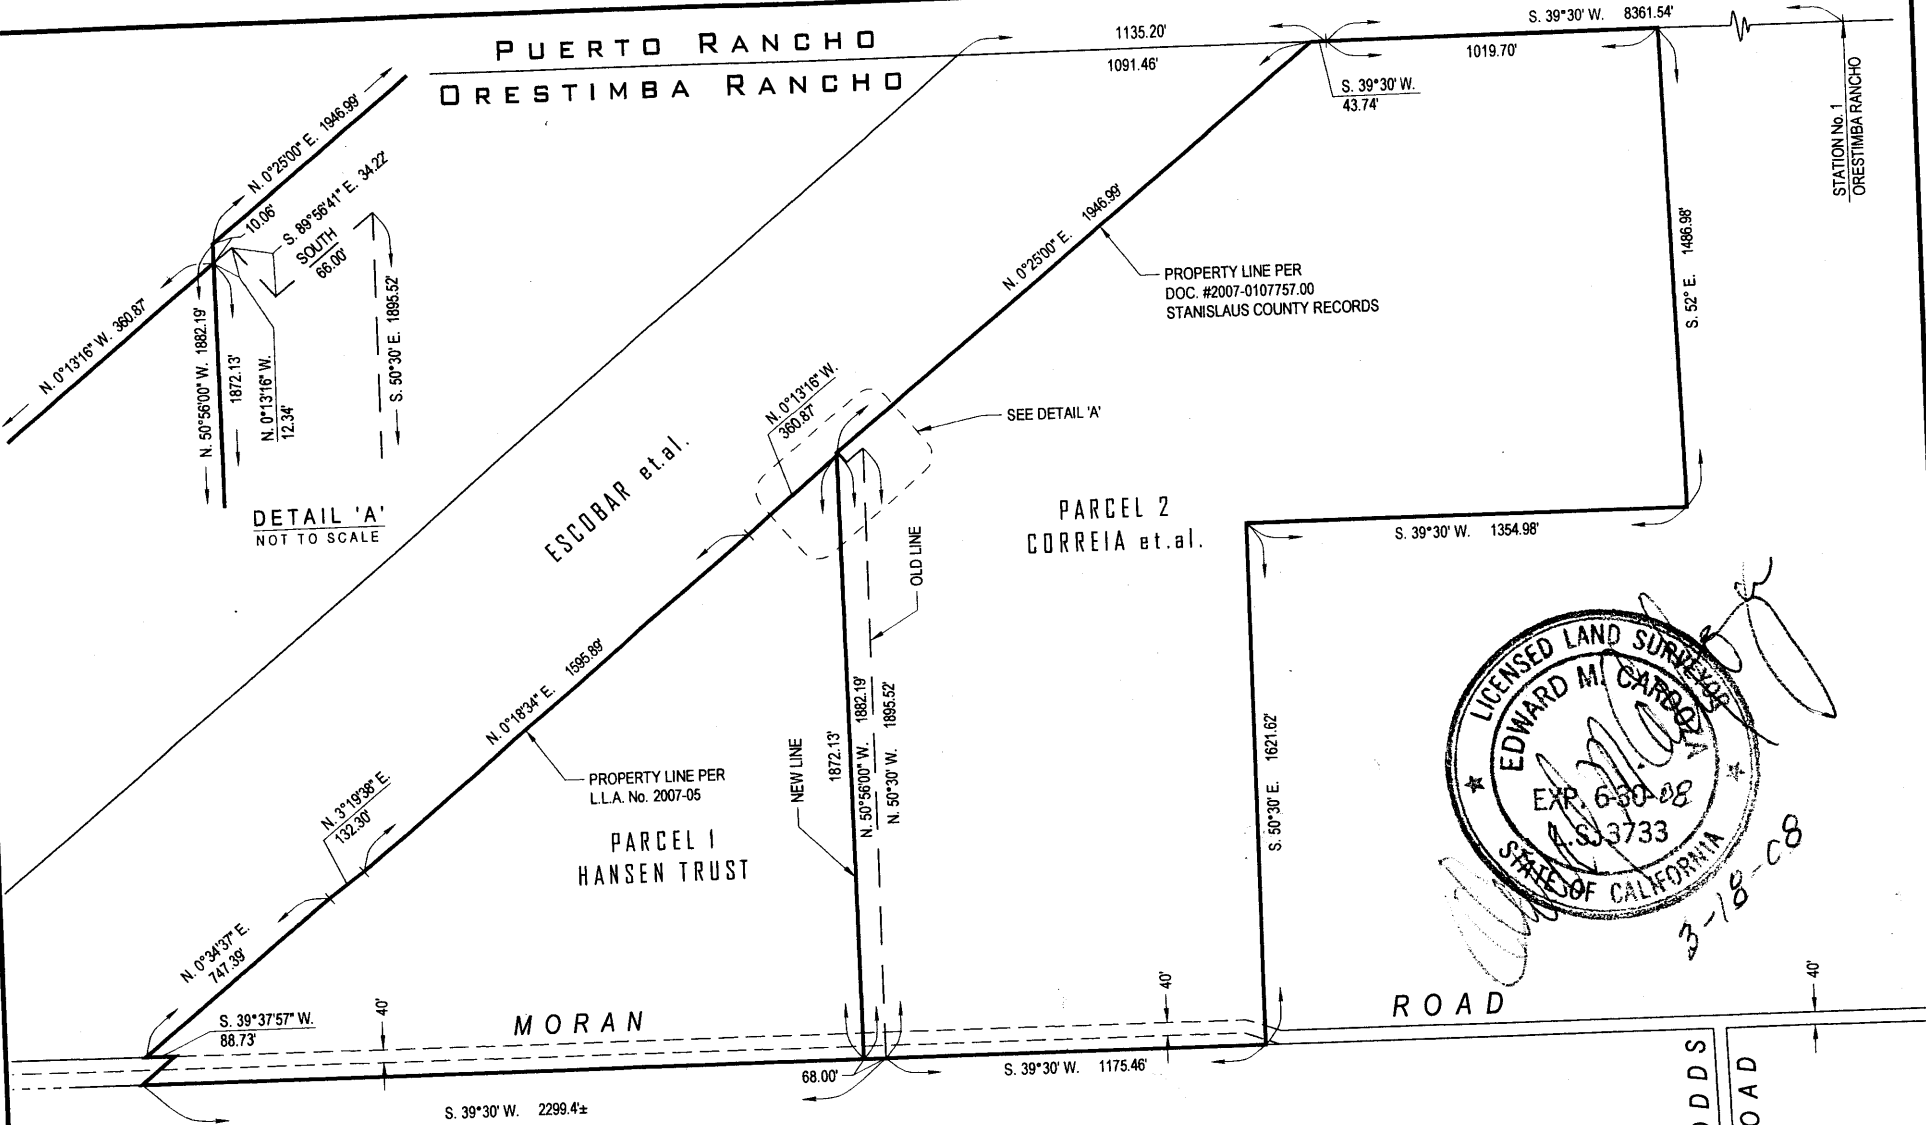 PUERTO RANCHO
ORESTIMBA RANCHO
1135.20'
1091.46'
S. 39°30' W. 8361.54'
1019.70'
S. 39°30' W.
43.74'
STATION No. 1
ORESTIMBA RANCHO
N. 0°25'00" E. 1946.99'
10.06'
S. 89°56'41" E. 34.22'
SOUTH
66.00'
N. 0°13'16" W. 360.87'
N. 50°56'00" W. 1882.19'
1872.13'
N. 0°13'16" W.
12.34'
S. 50°30' E. 1895.52'
DETAIL 'A'
NOT TO SCALE
N. 0°25'00" E. 1946.99'
PROPERTY LINE PER
DOC. #2007-0107757.00
STANISLAUS COUNTY RECORDS
S. 52° E. 1486.98'
N. 0°13'16" W.
360.87'
SEE DETAIL 'A'
ESCOBAR et.al.
PARCEL 2
CORREIA et.al.
S. 39°30' W. 1354.98'
OLD LINE
N. 0°18'34" E. 1595.89'
PROPERTY LINE PER
L.L.A. No. 2007-05
NEW LINE
1872.13'
N. 50°56'00" W. 1882.19'
N. 50°30' W. 1895.52'
S. 50°30' E. 1621.62'
LICENSED LAND SURVEYOR
EDWARD M. CARDOZA
EXP. 6-30-08
L.S. 3733
STATE OF CALIFORNIA
3-18-08
N. 3°19'38" E.
132.30'
PARCEL 1
HANSEN TRUST
N. 0°34'37" E.
747.39'
S. 39°37'57" W.
88.73'
40'
MORAN
40'
ROAD
40'
68.00'
S. 39°30' W. 1175.46'
S. 39°30' W. 2299.4'±